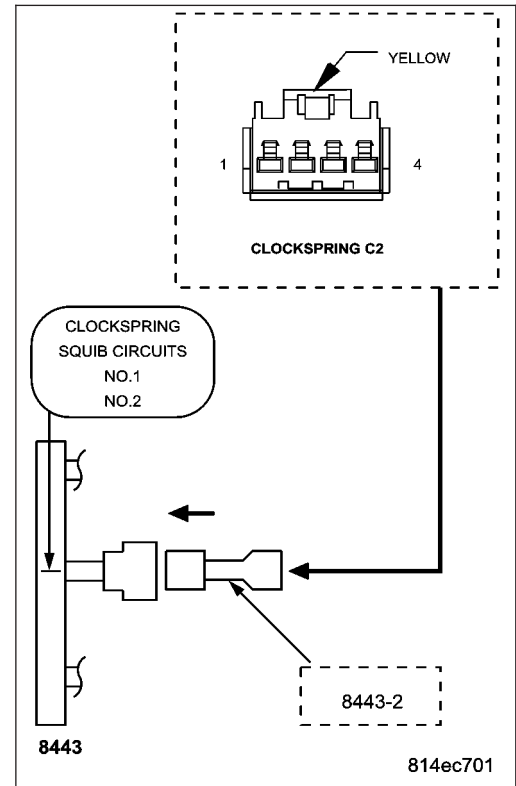 YELLOW
1
4
CLOCKSPRING C2
CLOCKSPRING
SQUIB CIRCUITS
NO.1
NO.2
8443-2
8443
814ec701